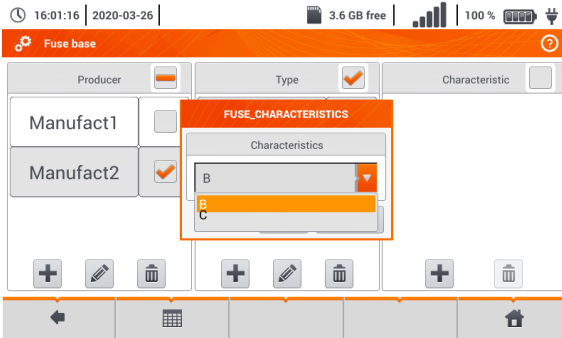 16:01:16 2020-03-26 3.6 GB free 100 %
Fuse base ?
Producer Type Characteristic
FUSE_CHARACTERISTICS
Characteristics
Manufact1
Manufact2
B
B
C